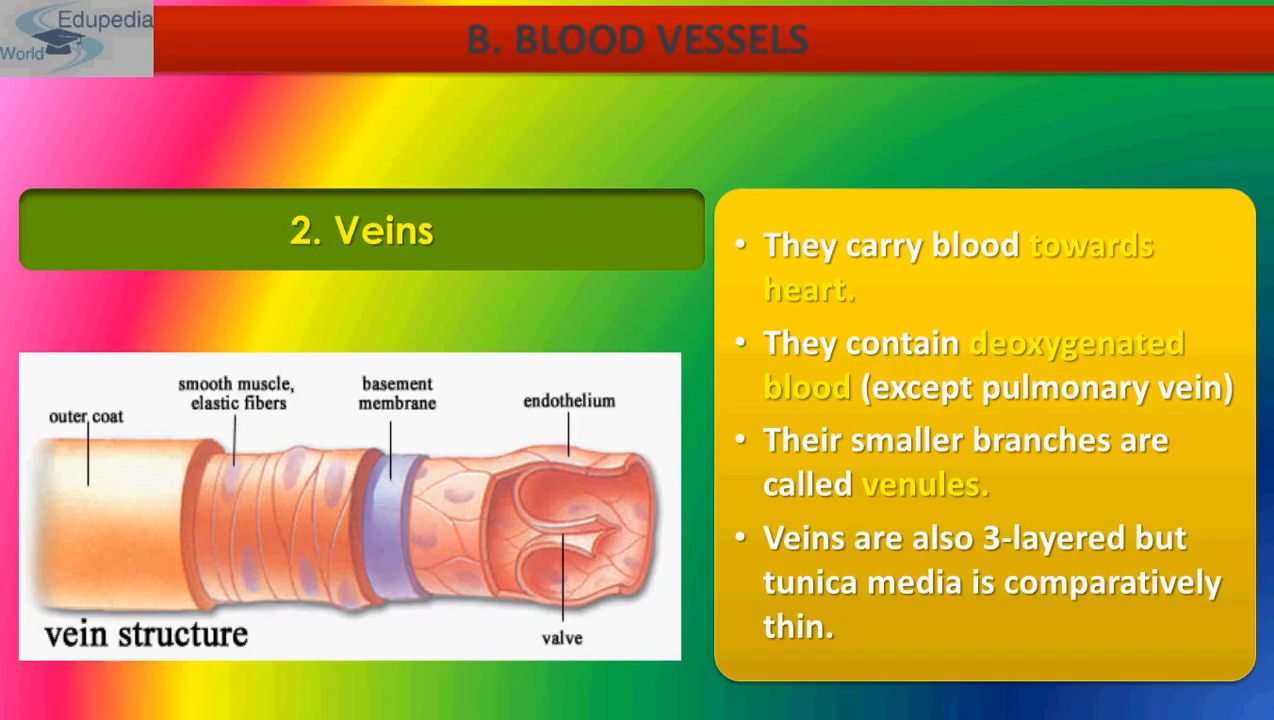 Edupedia
World
B. BLOOD VESSELS
2. Veins
smooth muscle,
elastic fibers
basement
membrane
outer coat
endothelium
vein structure
valve
• They carry blood towards
heart.
• They contain deoxygenated
blood (except pulmonary vein)
• Their smaller branches are
called venules.
• Veins are also 3-layered but
tunica media is comparatively
thin.